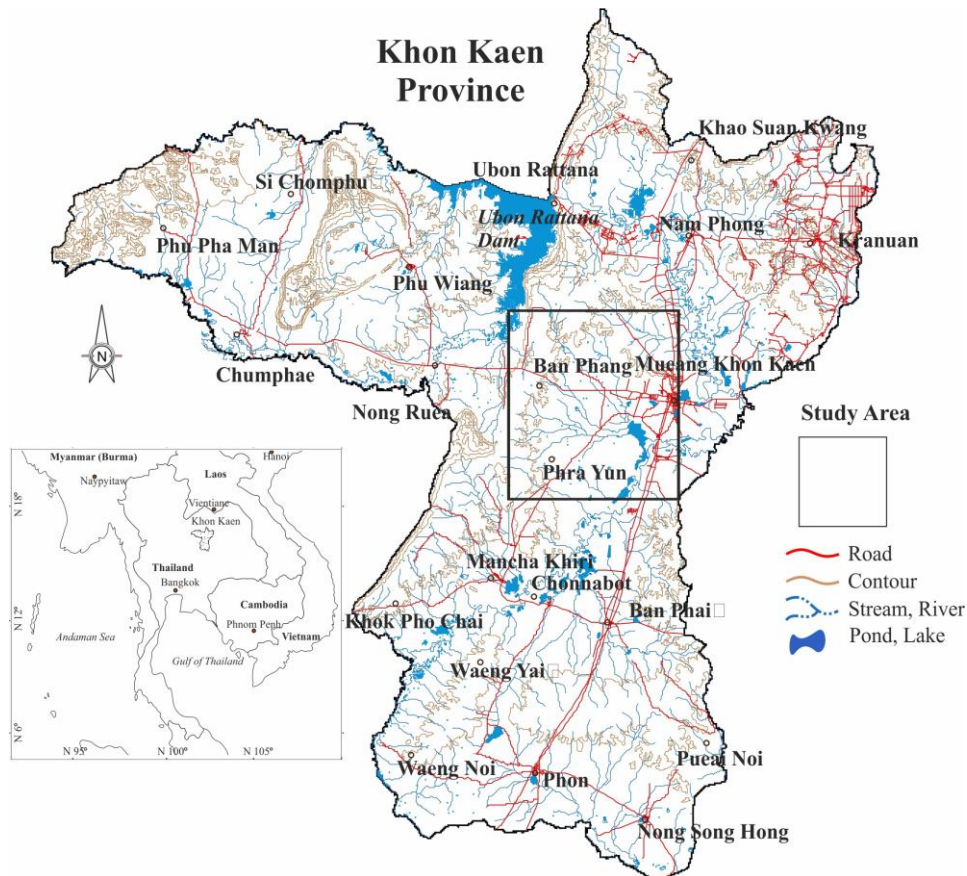 Khon Kaen
Province
Khao Suan Kwang
Ubon Rattana
Si Chomphu
Ubon Rattana
Dant
Nam Phong
Kranuan
Phu Pha Man
Phu Wiang
Ban Phang
Mueang Khon Kaen
Chumphae
Nong Ruea
Phra Yun
Study Area
Mancha Khiri
Chonnabot
Khok Pho Chai
Ban Phai
Waeng Yai
Pueai Noi
Waeng Noi
Phon
Nong Song Hong
N
Road
Contour
Stream, River
Pond, Lake
Myanmar (Burma)
Hanoi
Laos
Naypyitaw
Vientiane
Khon Kaen
Thailand
Bangkok
Cambodia
Phnom Penh
Vietnam
Andaman Sea
Gulf of Thailand
N 18°
N 12°
N 6°
N 95°
N 100°
N 105°